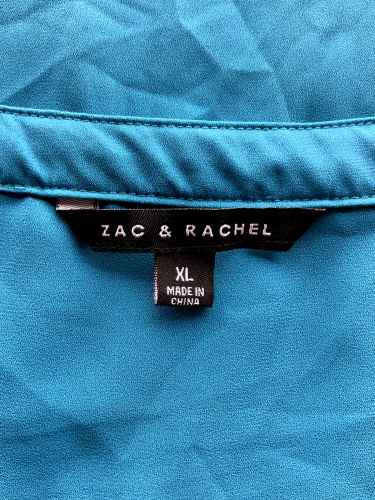 ZAC & RACHEL
XL
MADE IN
CHINA